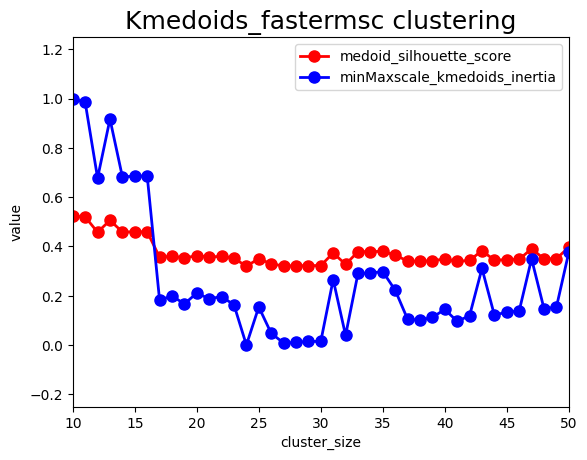 Kmedoids_fastermsc clustering
medoid_silhouette_score
minMaxscale_kmedoids_inertia
1.2
1.0
0.8
0.6
0.4
0.2
0.0
−0.2
value
10 15 20 25 30 35 40 45 50
cluster_size